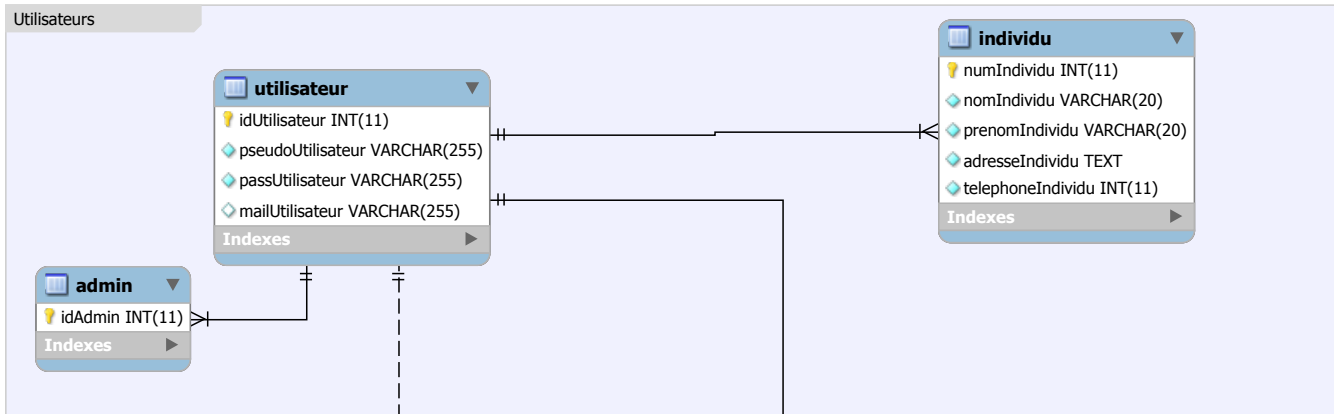 Utilisateurs
utilisateur
idUtilisateur INT(11)
pseudoUtilisateur VARCHAR(255)
passUtilisateur VARCHAR(255)
mailUtilisateur VARCHAR(255)
Indexes
individu
numIndividu INT(11)
nomIndividu VARCHAR(20)
prenomIndividu VARCHAR(20)
adresseIndividu TEXT
telephoneIndividu INT(11)
Indexes
admin
idAdmin INT(11)
Indexes